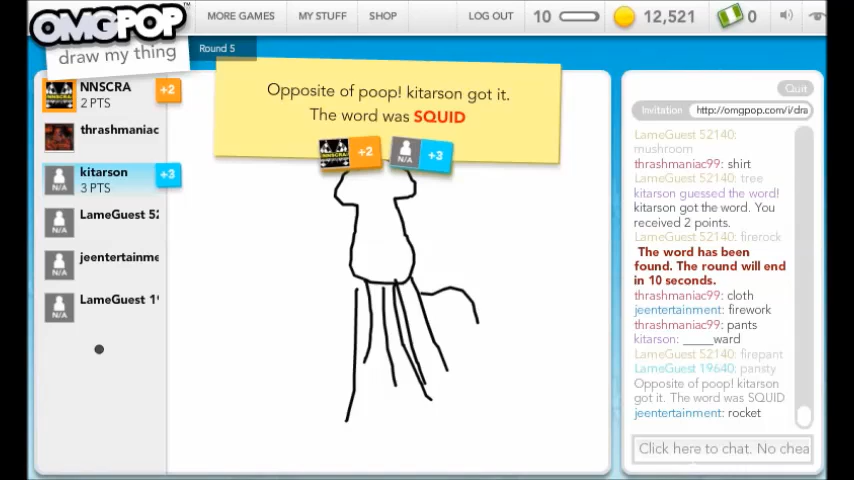 OMGPOP™
draw my thing
MORE GAMES
MY STUFF
SHOP
LOG OUT
10
12,521
0
Round 5
NNSCRA
2 PTS
+2
thrashmaniac
kitarson
3 PTS
+3
N/A
LameGuest 52
N/A
jeentertainme
N/A
LameGuest 1
N/A
Opposite of poop! kitarson got it.
The word was SQUID
NNSCRA
+2
N/A
+3
Quit
Invitation
http://omgpop.com/i/dra
LameGuest 52140:
mushroom
thrashmaniac99: shirt
LameGuest 52140: tree
kitarson guessed the word!
kitarson got the word. You
received 2 points.
LameGuest 52140: firerock
The word has been
found. The round will end
in 10 seconds.
thrashmaniac99: cloth
jeentertainment: firework
thrashmaniac99: pants
kitarson: _____ward
LameGuest 52140: firepant
LameGuest 19640: pansty
Opposite of poop! kitarson
got it. The word was SQUID
jeentertainment: rocket
Click here to chat. No chea